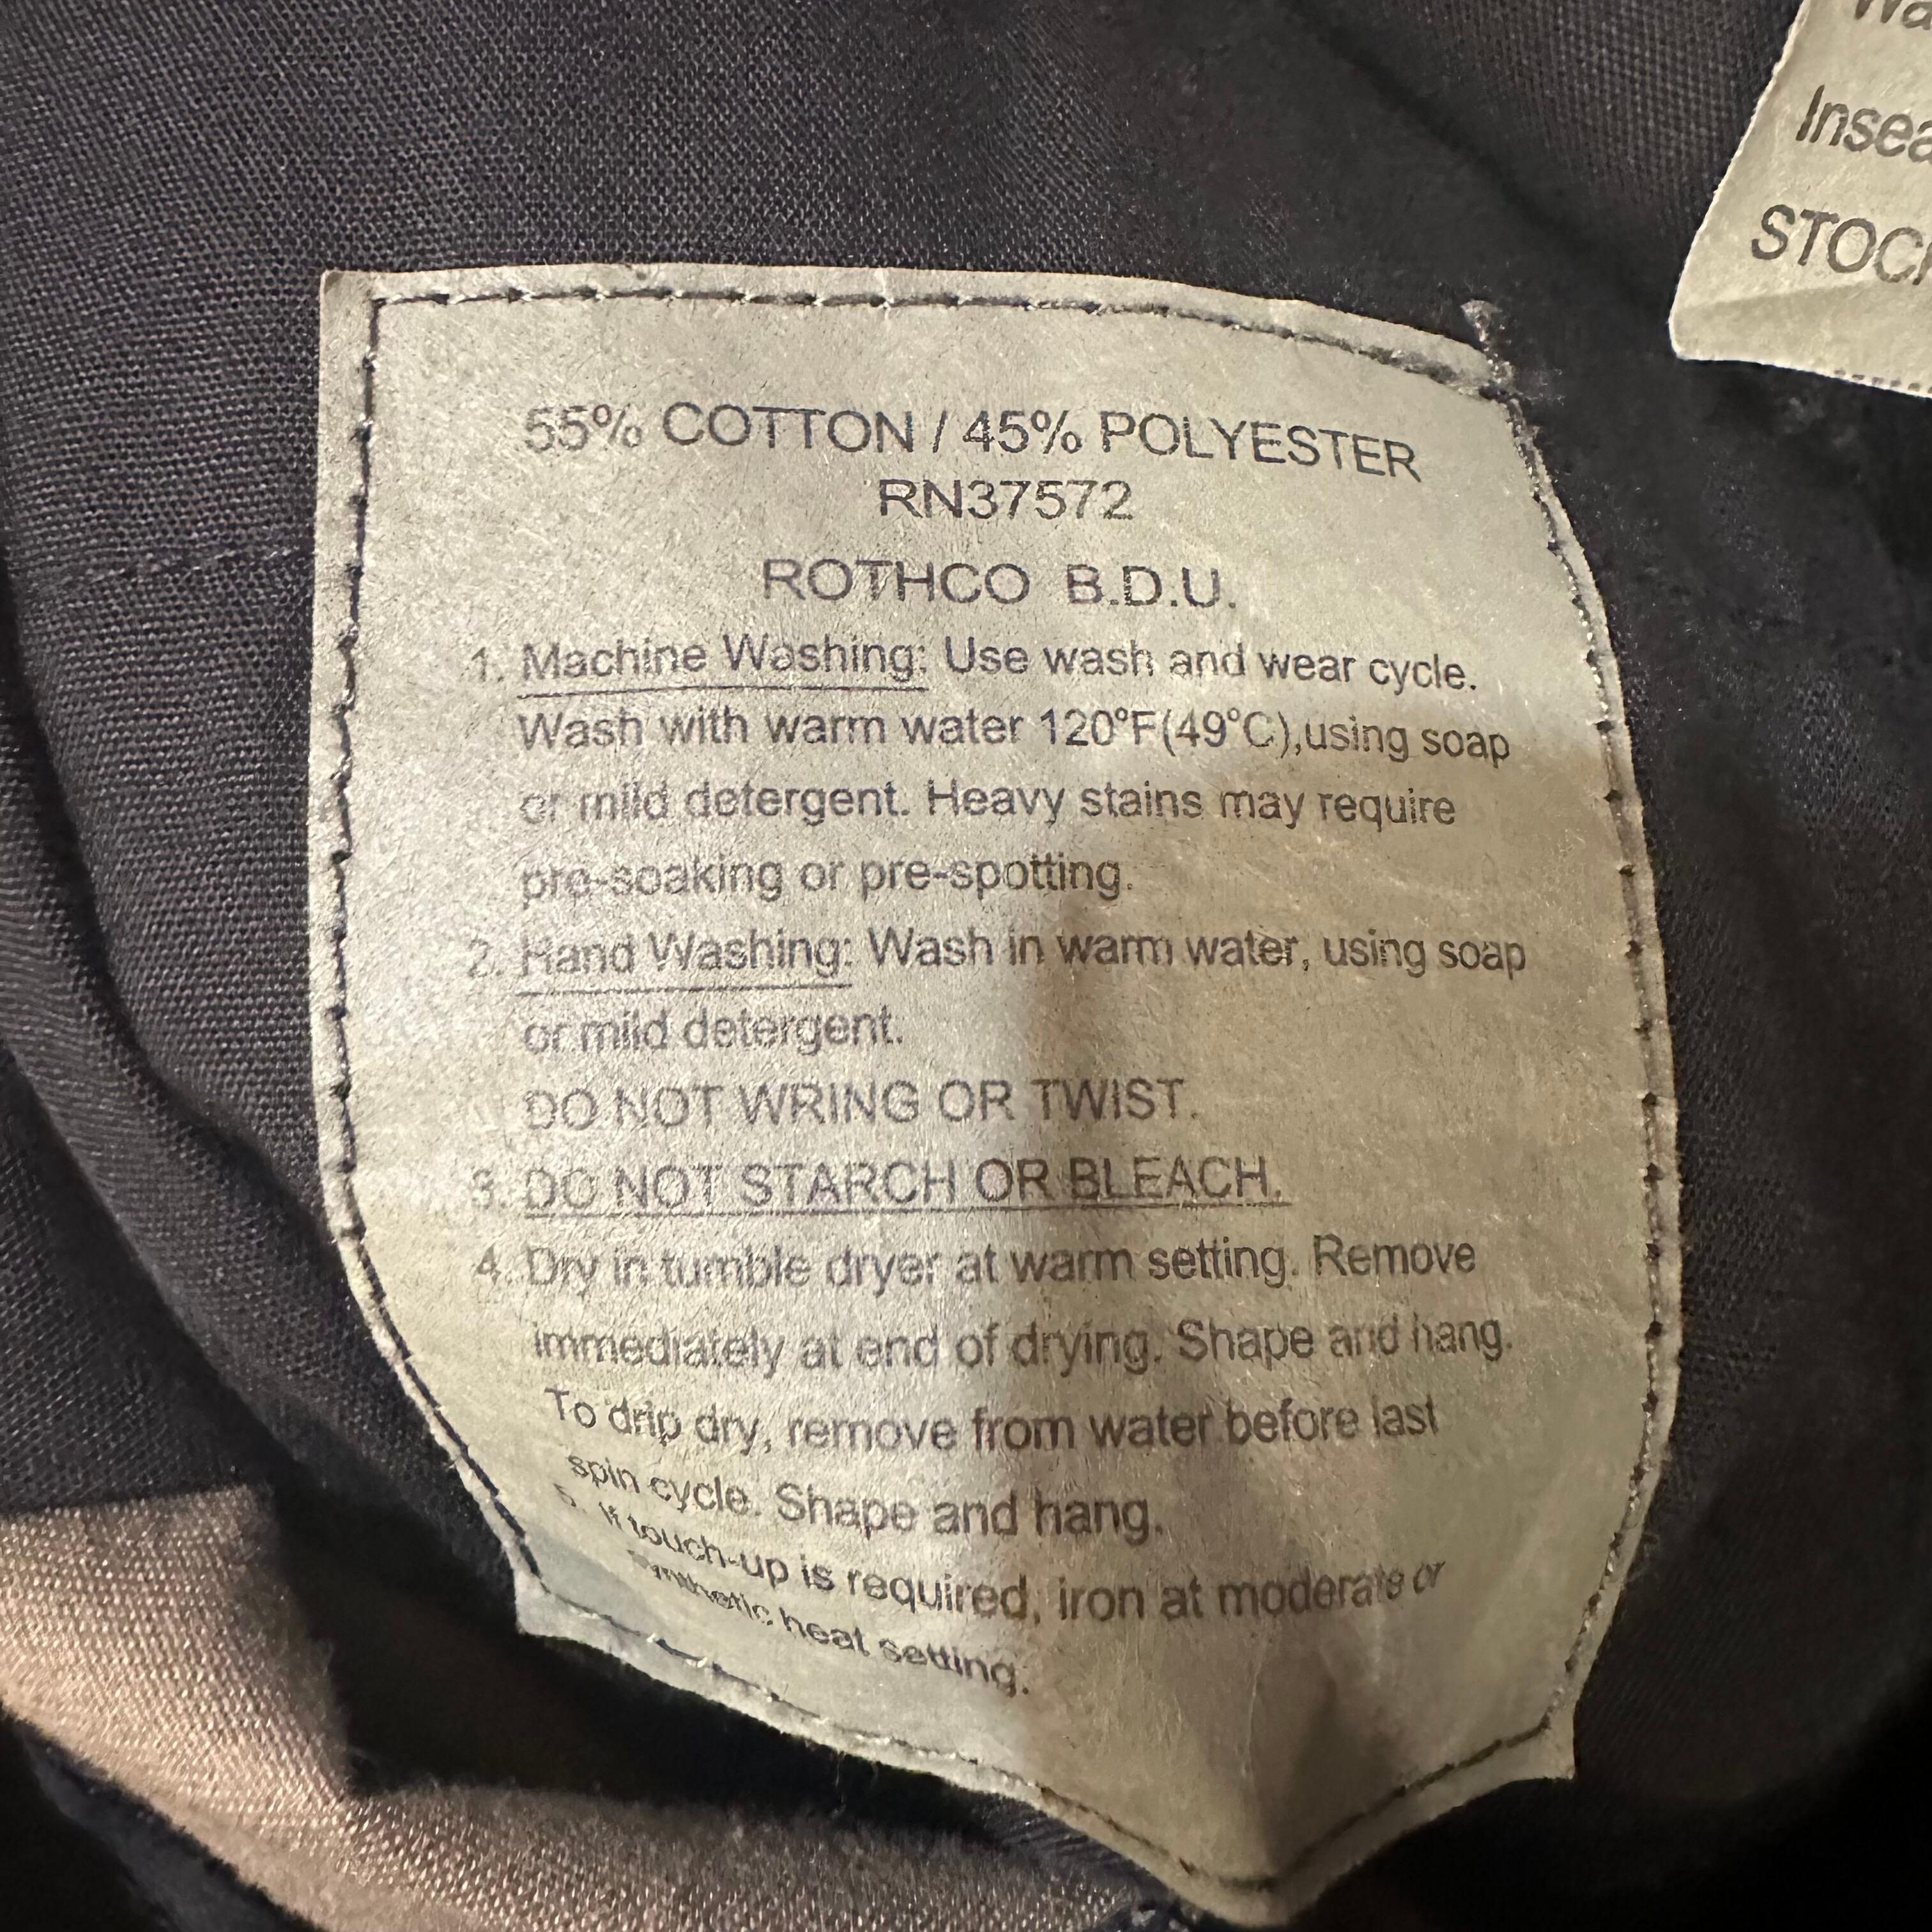 Insea
STOCK
55% COTTON / 45% POLYESTER
RN37572
ROTHCO B.D.U.
1. Machine Washing: Use wash and wear cycle.
Wash with warm water 120°F(49°C),using soap
or mild detergent. Heavy stains may require
pre-soaking or pre-spotting.
2. Hand Washing: Wash in warm water, using soap
or mild detergent.
DO NOT WRING OR TWIST.
3. DO NOT STARCH OR BLEACH.
4. Dry in tumble dryer at warm setting. Remove
immediately at end of drying. Shape and hang.
To drip dry, remove from water before last
spin cycle. Shape and hang.
5. If touch-up is required, iron at moderate or
synthetic heat setting.